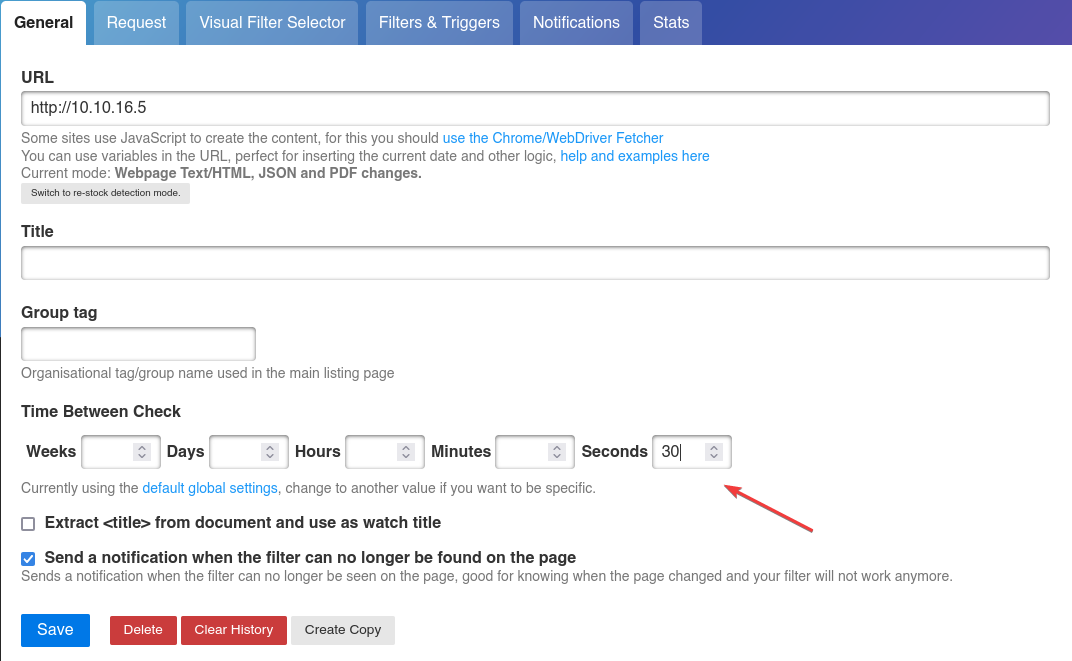 General Request Visual Filter Selector Filters & Triggers Notifications Stats
URL
http://10.10.16.5
Some sites use JavaScript to create the content, for this you should use the Chrome/WebDriver Fetcher
You can use variables in the URL, perfect for inserting the current date and other logic, help and examples here
Current mode: Webpage Text/HTML, JSON and PDF changes.
Switch to re-stock detection mode.
Title
Group tag
Organisational tag/group name used in the main listing page
Time Between Check
Weeks Days Hours Minutes Seconds 30
Currently using the default global settings, change to another value if you want to be specific.
Extract <title> from document and use as watch title
Send a notification when the filter can no longer be found on the page
Sends a notification when the filter can no longer be seen on the page, good for knowing when the page changed and your filter will not work anymore.
Save Delete Clear History Create Copy